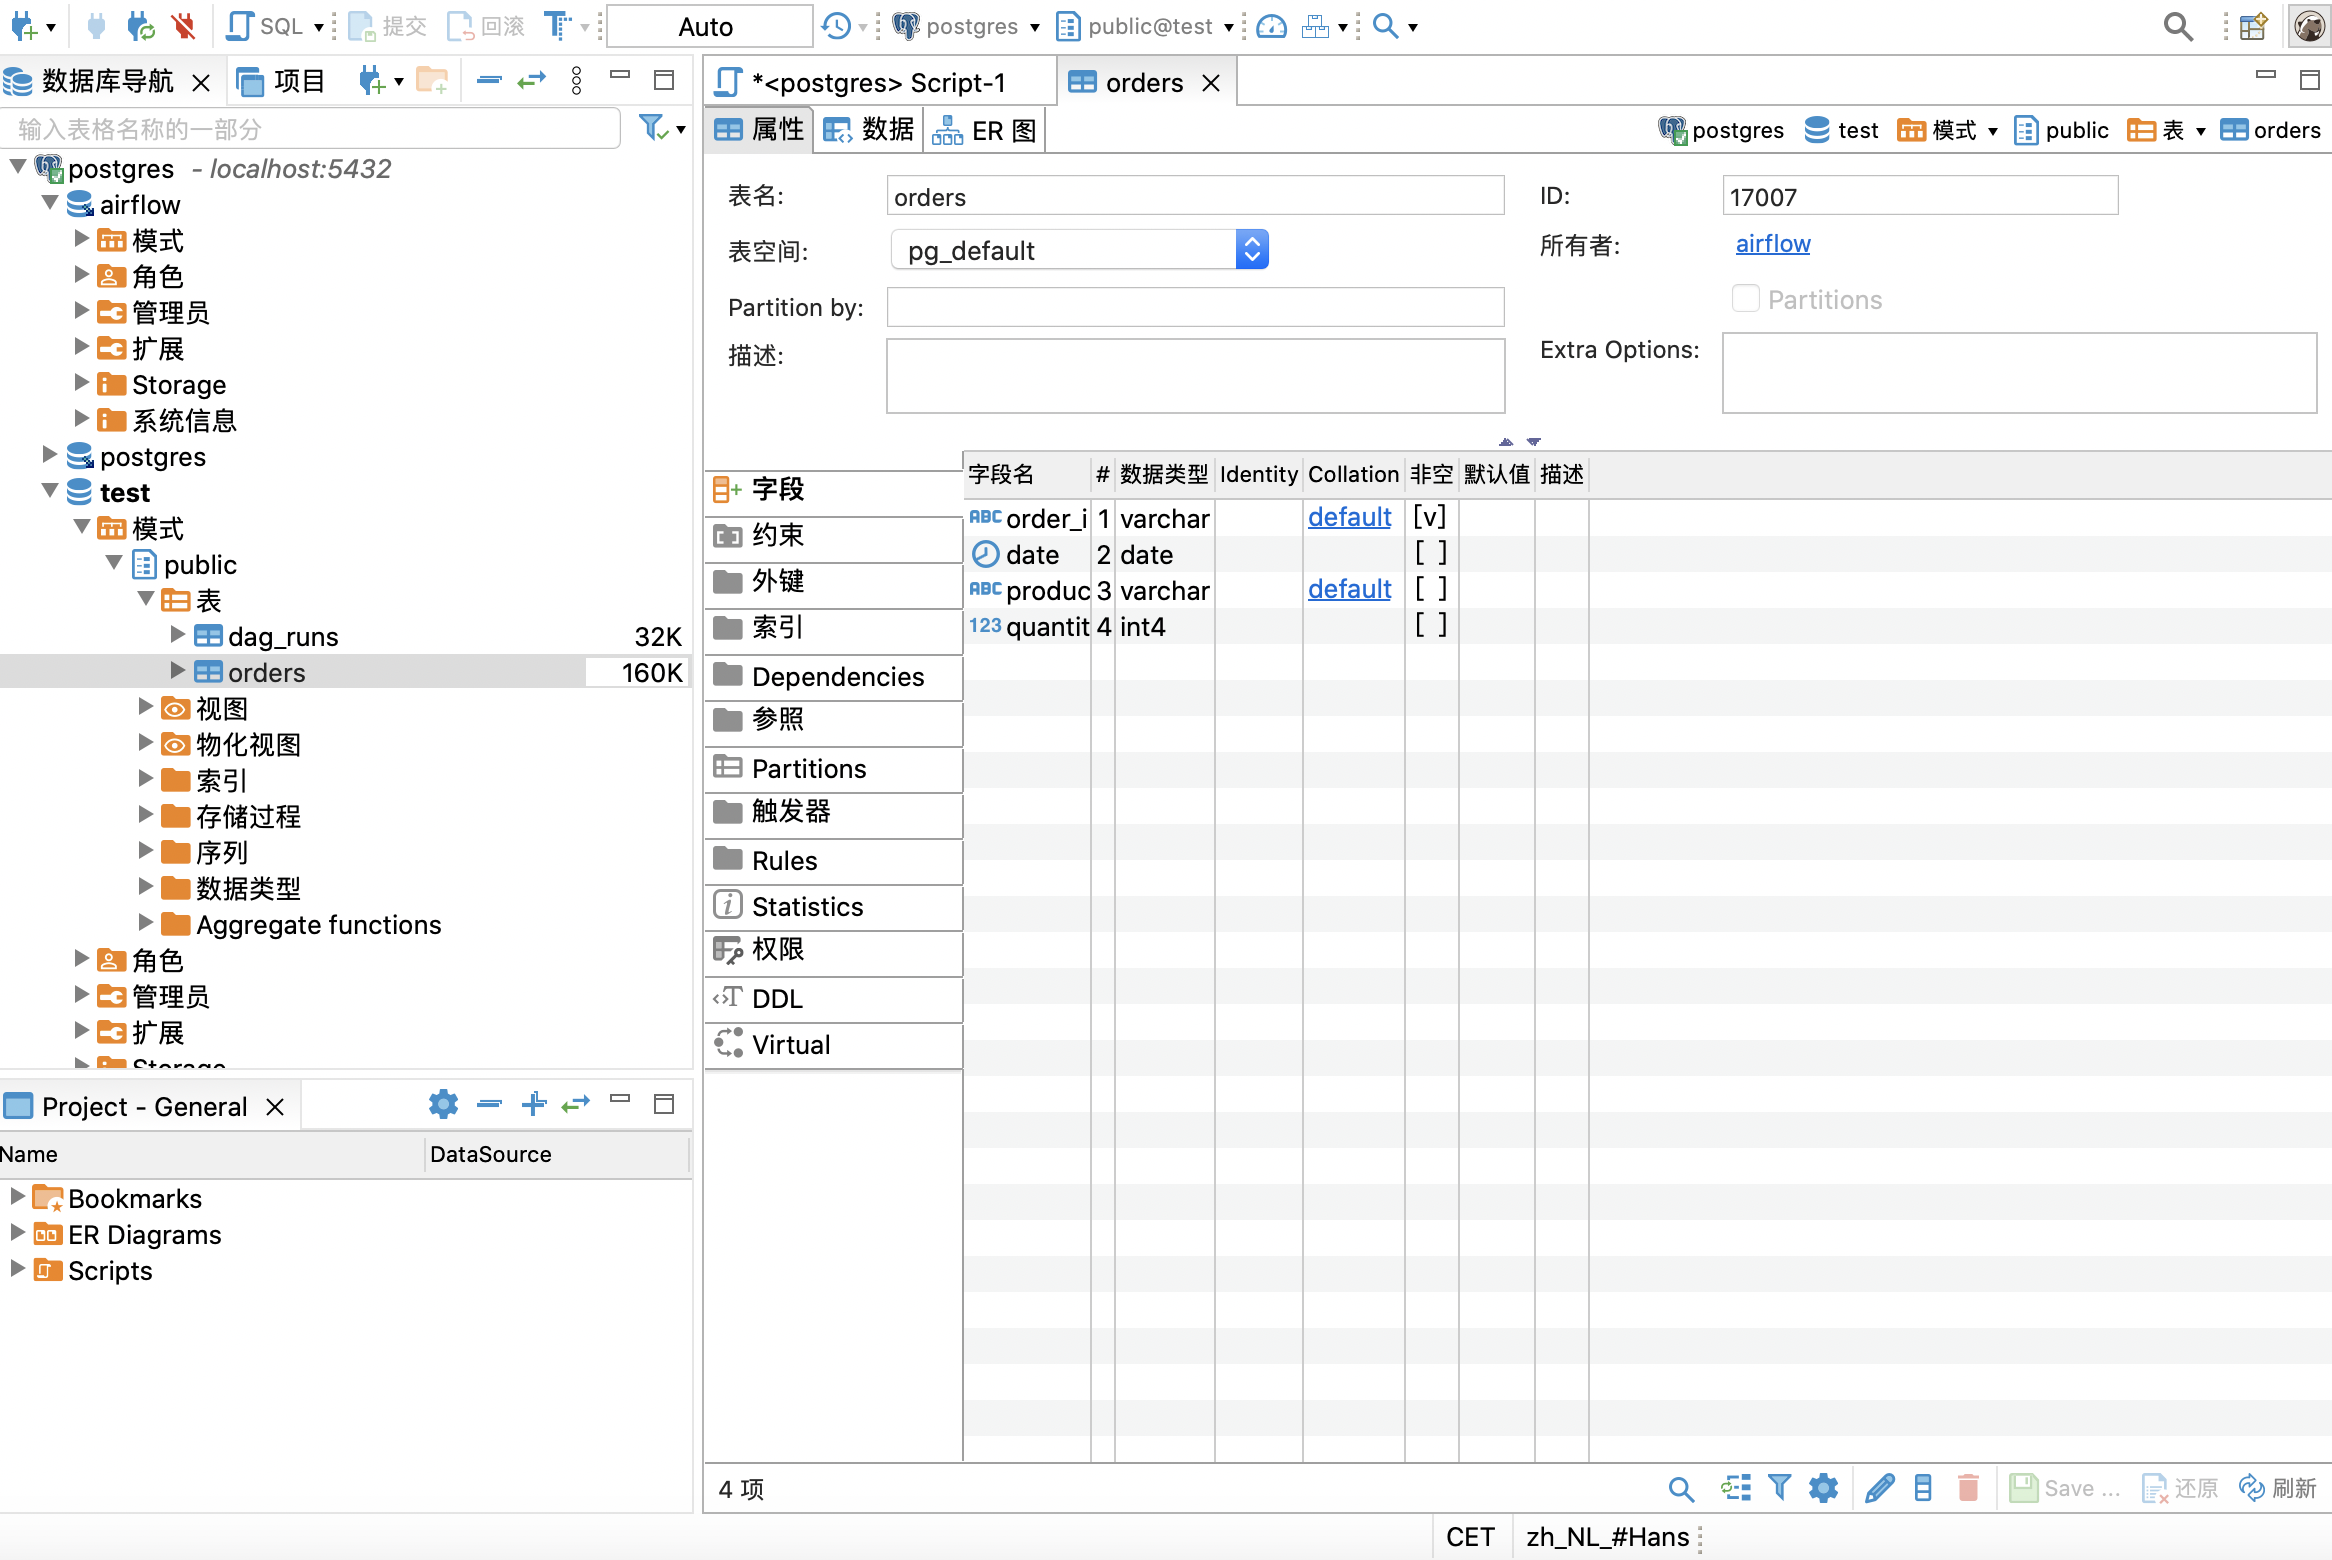 SQL 提交 回滚 Auto postgres public@test
数据库导航 项目
输入表格名称的一部分
postgres - localhost:5432
airflow
模式
角色
管理员
扩展
Storage
系统信息
postgres
test
模式
public
表
dag_runs 32K
orders 160K
视图
物化视图
索引
存储过程
序列
数据类型
Aggregate functions
角色
管理员
扩展
Storage
Project - General
Name DataSource
Bookmarks
ER Diagrams
Scripts
*<postgres> Script-1 orders
属性 数据 ER 图 postgres test 模式 public 表 orders
表名: orders ID: 17007
表空间: pg_default 所有者: airflow
Partition by: Partitions
描述: Extra Options:
字段
约束
外键
索引
Dependencies
参照
Partitions
触发器
Rules
Statistics
权限
DDL
Virtual
字段名 # 数据类型 Identity Collation 非空 默认值 描述
ABC order_i 1 varchar default [v]
date 2 date [ ]
ABC produc 3 varchar default [ ]
123 quantit 4 int4 [ ]
4 项 Save ... 还原 刷新
CET zh_NL_#Hans